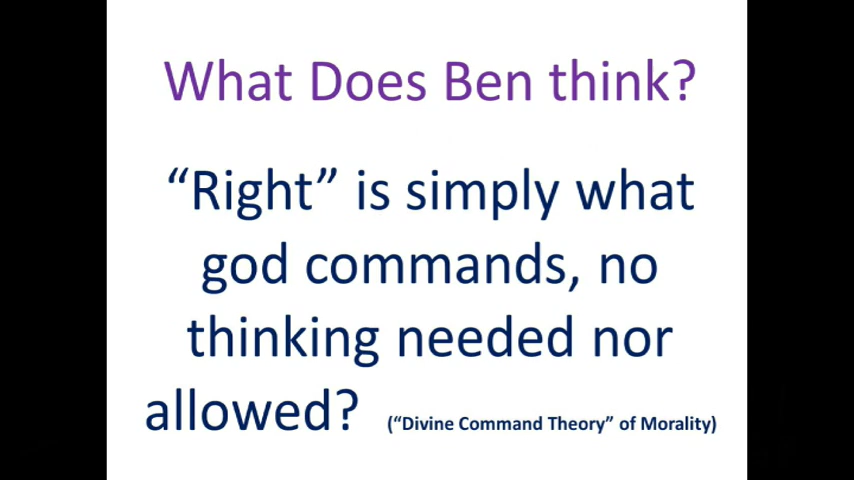 What Does Ben think?
“Right” is simply what
god commands, no
thinking needed nor
allowed? (“Divine Command Theory” of Morality)